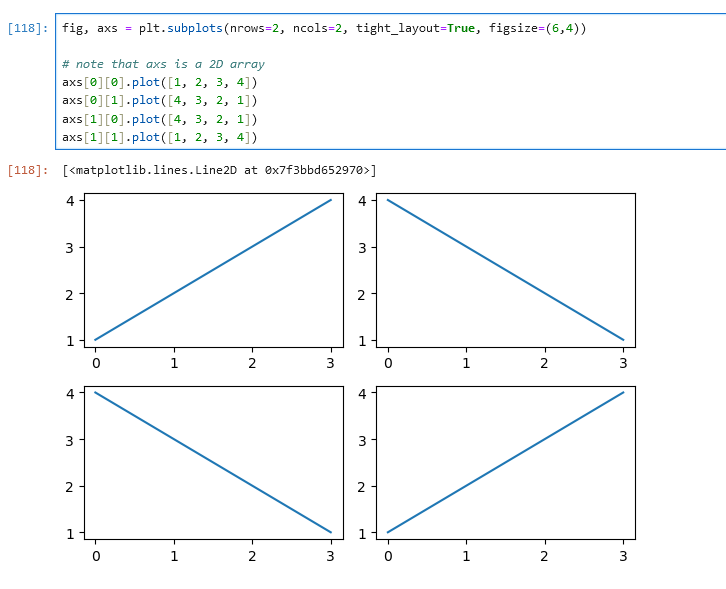 [118]: fig, axs = plt.subplots(nrows=2, ncols=2, tight_layout=True, figsize=(6,4))
# note that axs is a 2D array
axs[0][0].plot([1, 2, 3, 4])
axs[0][1].plot([4, 3, 2, 1])
axs[1][0].plot([4, 3, 2, 1])
axs[1][1].plot([1, 2, 3, 4])
[118]: [<matplotlib.lines.Line2D at 0x7f3bbd652970>]
4
3
2
1
0 1 2 3
4
3
2
1
0 1 2 3
4
3
2
1
0 1 2 3
4
3
2
1
0 1 2 3